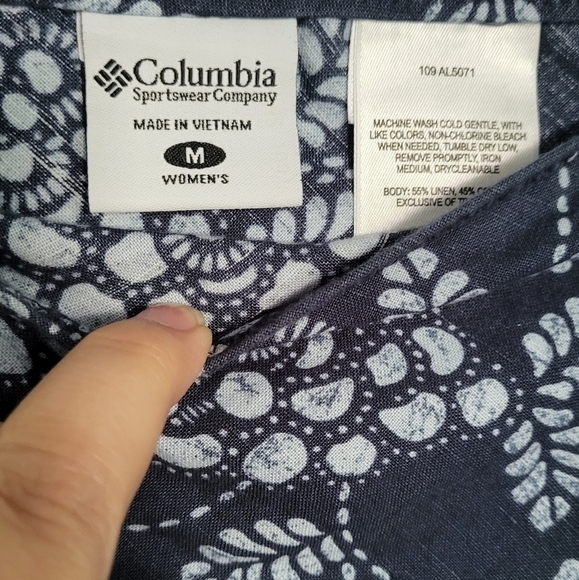 Columbia
Sportswear Company
MADE IN VIETNAM
M
WOMEN'S
109 AL5071
MACHINE WASH COLD GENTLE, WITH
LIKE COLORS, NON-CHLORINE BLEACH
WHEN NEEDED, TUMBLE DRY LOW,
REMOVE PROMPTLY, IRON
MEDIUM, DRYCLEANABLE
BODY: 55% LINEN, 45%
EXCLUSIVE OF